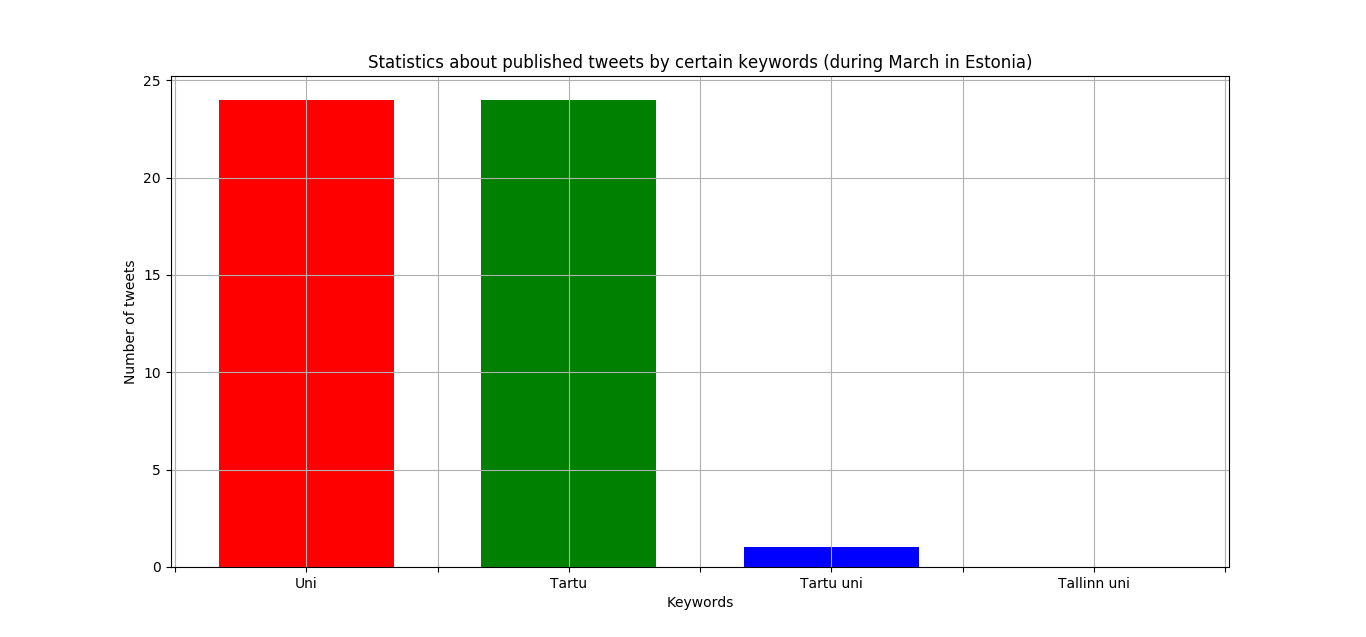 Statistics about published tweets by certain keywords (during March in Estonia)
25
20
15
10
5
0
Number of tweets
Uni
Tartu
Tartu uni
Tallinn uni
Keywords